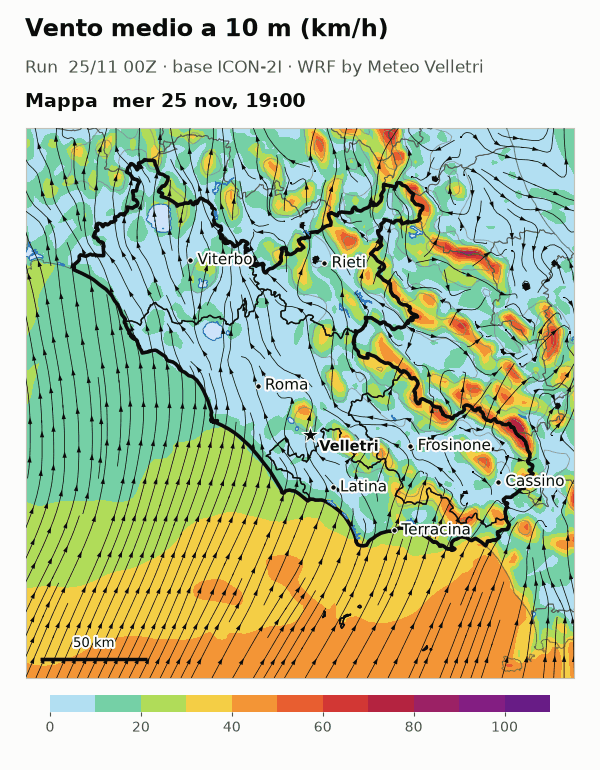 Vento medio a 10 m (km/h)
Run 25/11 00Z · base ICON-2I · WRF by Meteo Velletri
Mappa mer 25 nov, 19:00
Viterbo
Rieti
Roma
Velletri
Frosinone
Cassino
Latina
Terracina
50 km
0 20 40 60 80 100